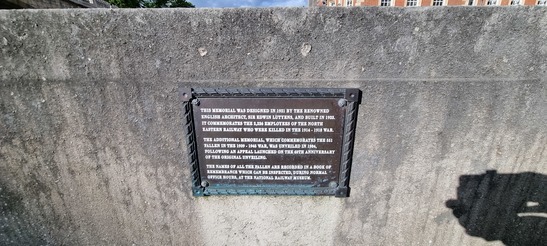 THIS MEMORIAL WAS DESIGNED IN 1921 BY THE RENOWNED
ENGLISH ARCHITECT, SIR EDWIN LUTYENS, AND BUILT IN 1923.
IT COMMEMORATES THE 2,236 EMPLOYEES OF THE NORTH
EASTERN RAILWAY WHO WERE KILLED IN THE 1914 - 1918 WAR.
THE ADDITIONAL MEMORIAL, WHICH COMMEMORATES THE 551
FALLEN IN THE 1939 - 1945 WAR, WAS UNVEILED IN 1984,
FOLLOWING AN APPEAL LAUNCHED ON THE 60TH ANNIVERSARY
OF THE ORIGINAL UNVEILING.
THE NAMES OF ALL THE FALLEN ARE RECORDED IN A BOOK OF
REMEMBRANCE WHICH CAN BE INSPECTED, DURING NORMAL
OFFICE HOURS, AT THE NATIONAL RAILWAY MUSEUM.